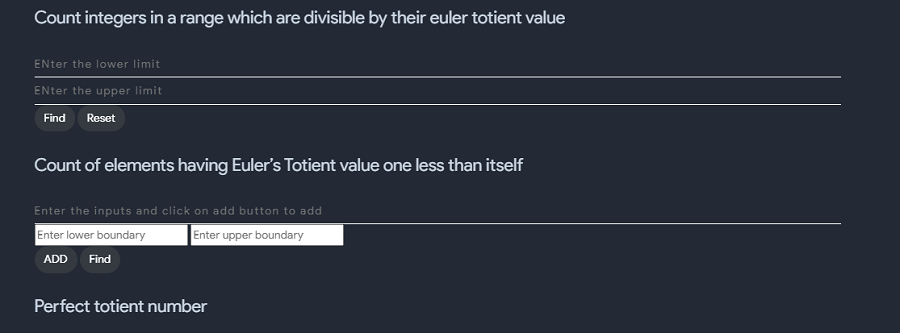 Count integers in a range which are divisible by their euler totient value
ENter the lower limit
ENter the upper limit
Find Reset
Count of elements having Euler’s Totient value one less than itself
Enter the inputs and click on add button to add
Enter lower boundary Enter upper boundary
ADD Find
Perfect totient number